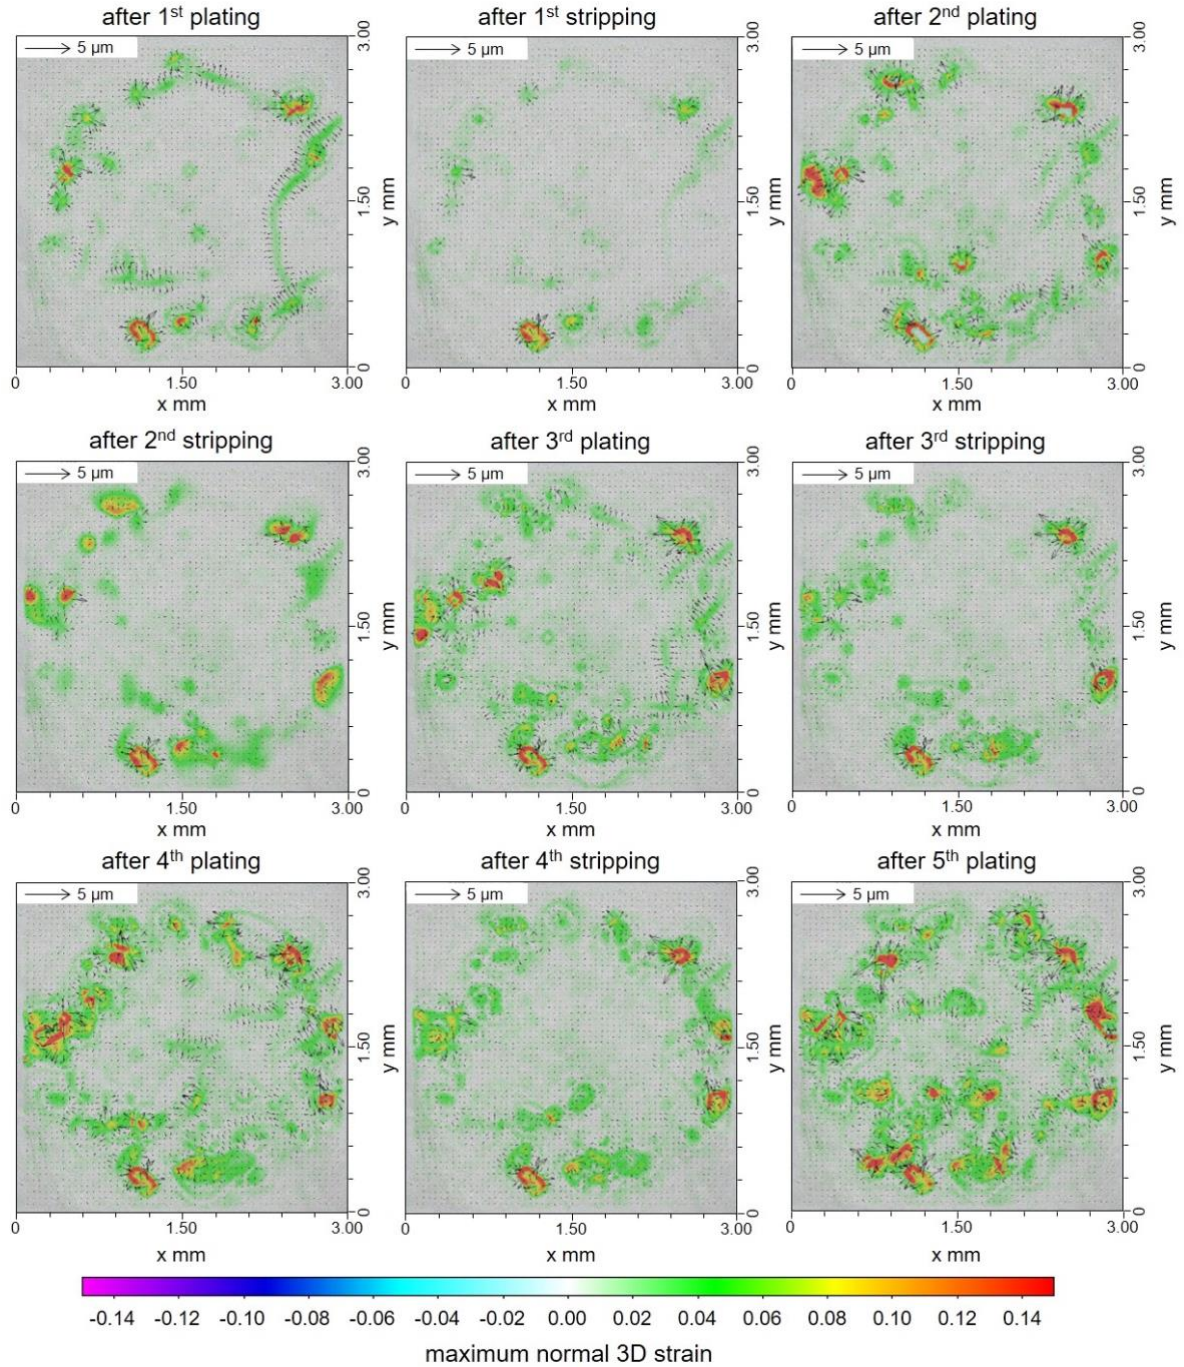 after 1st plating
after 1st stripping
after 2nd plating
5 µm
5 µm
5 µm
3.00
3.00
3.00
y mm
y mm
y mm
1.50
1.50
1.50
0
0
0
0 1.50 3.00
0 1.50 3.00
0 1.50 3.00
x mm
x mm
x mm
after 2nd stripping
after 3rd plating
after 3rd stripping
5 µm
5 µm
5 µm
3.00
3.00
3.00
y mm
y mm
y mm
1.50
1.50
1.50
0
0
0
0 1.50 3.00
0 1.50 3.00
0 1.50 3.00
x mm
x mm
x mm
after 4th plating
after 4th stripping
after 5th plating
5 µm
5 µm
5 µm
3.00
3.00
3.00
y mm
y mm
y mm
1.50
1.50
1.50
0
0
0
0 1.50 3.00
0 1.50 3.00
0 1.50 3.00
x mm
x mm
x mm
-0.14 -0.12 -0.10 -0.08 -0.06 -0.04 -0.02 0.00 0.02 0.04 0.06 0.08 0.10 0.12 0.14
maximum normal 3D strain